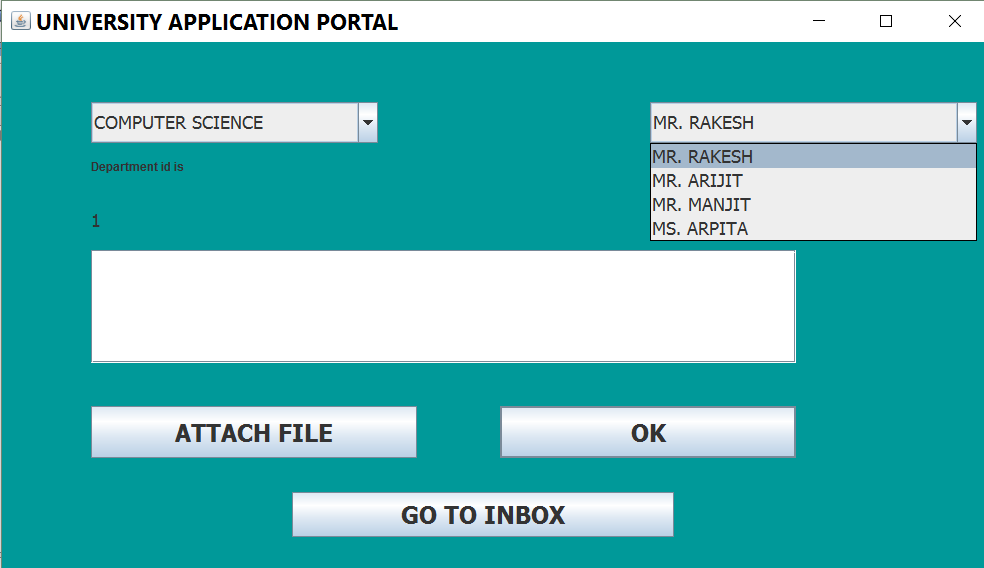 UNIVERSITY APPLICATION PORTAL
COMPUTER SCIENCE
MR. RAKESH
Department id is
MR. RAKESH
MR. ARIJIT
MR. MANJIT
MS. ARPITA
1
ATTACH FILE
OK
GO TO INBOX